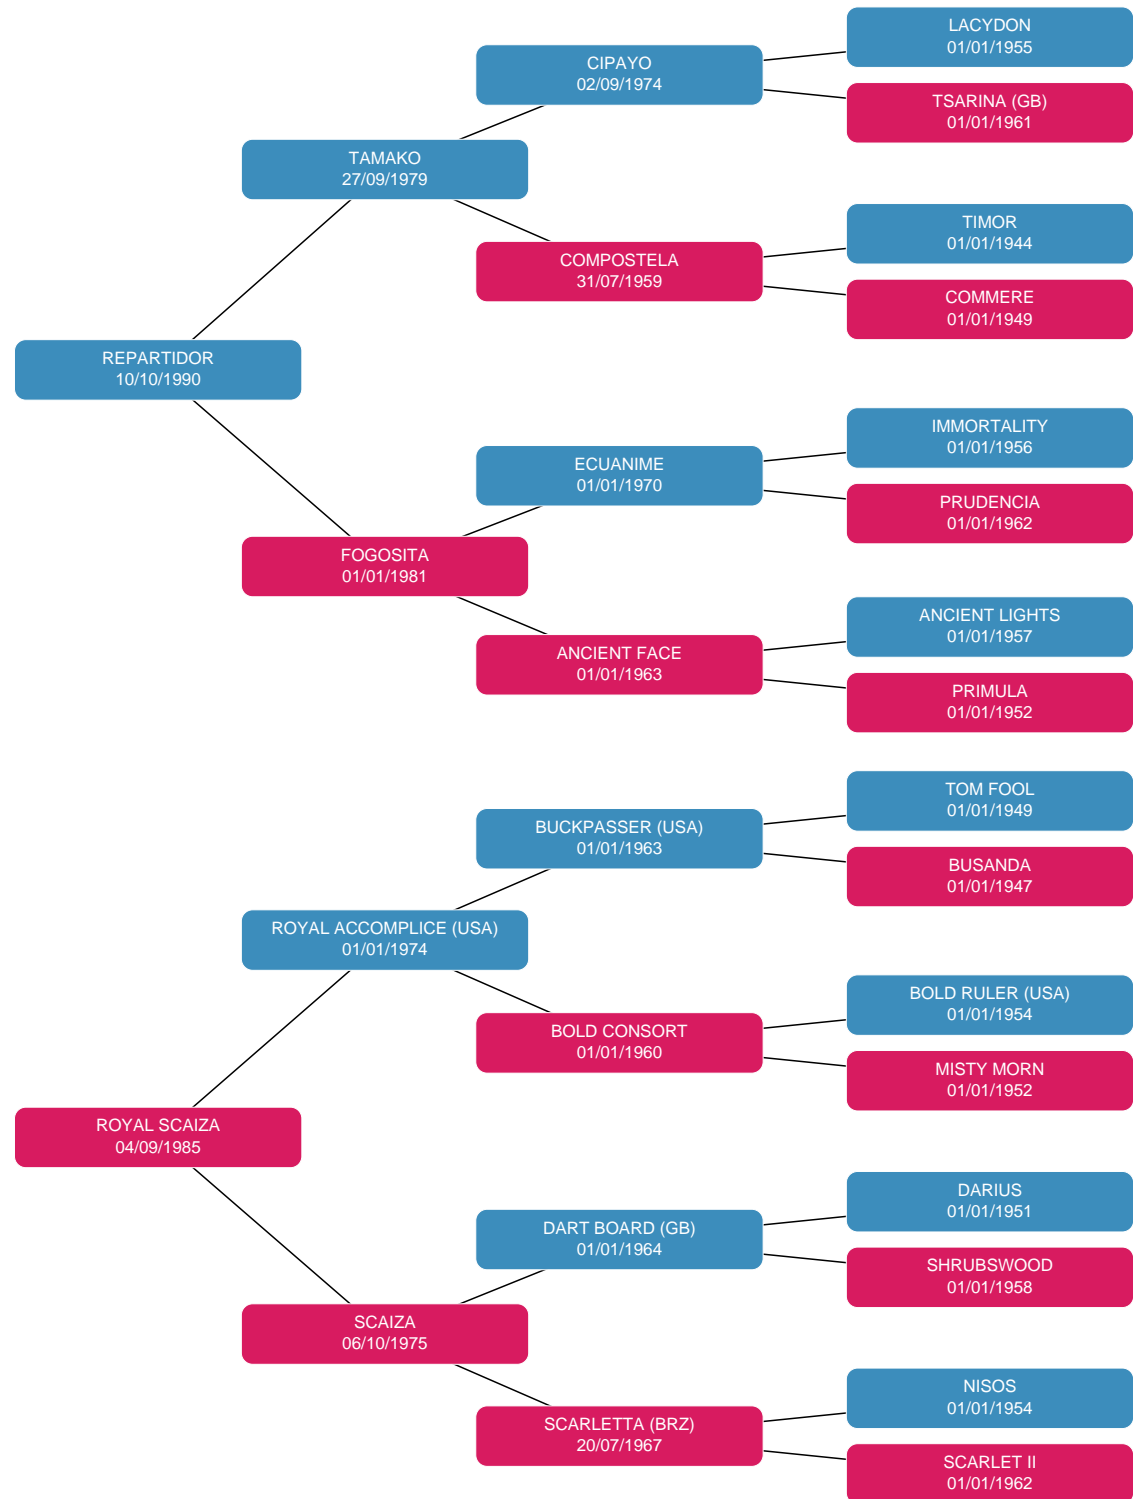 LACYDON
01/01/1955
CIPAYO
02/09/1974
TSARINA (GB)
01/01/1961
TAMAKO
27/09/1979
TIMOR
01/01/1944
COMPOSTELA
31/07/1959
COMMERE
01/01/1949
REPARTIDOR
10/10/1990
IMMORTALITY
01/01/1956
ECUANIME
01/01/1970
PRUDENCIA
01/01/1962
FOGOSITA
01/01/1981
ANCIENT LIGHTS
01/01/1957
ANCIENT FACE
01/01/1963
PRIMULA
01/01/1952
TOM FOOL
01/01/1949
BUCKPASSER (USA)
01/01/1963
BUSANDA
01/01/1947
ROYAL ACCOMPLICE (USA)
01/01/1974
BOLD RULER (USA)
01/01/1954
BOLD CONSORT
01/01/1960
MISTY MORN
01/01/1952
ROYAL SCAIZA
04/09/1985
DARIUS
01/01/1951
DART BOARD (GB)
01/01/1964
SHRUBSWOOD
01/01/1958
SCAIZA
06/10/1975
NISOS
01/01/1954
SCARLETTA (BRZ)
20/07/1967
SCARLET II
01/01/1962